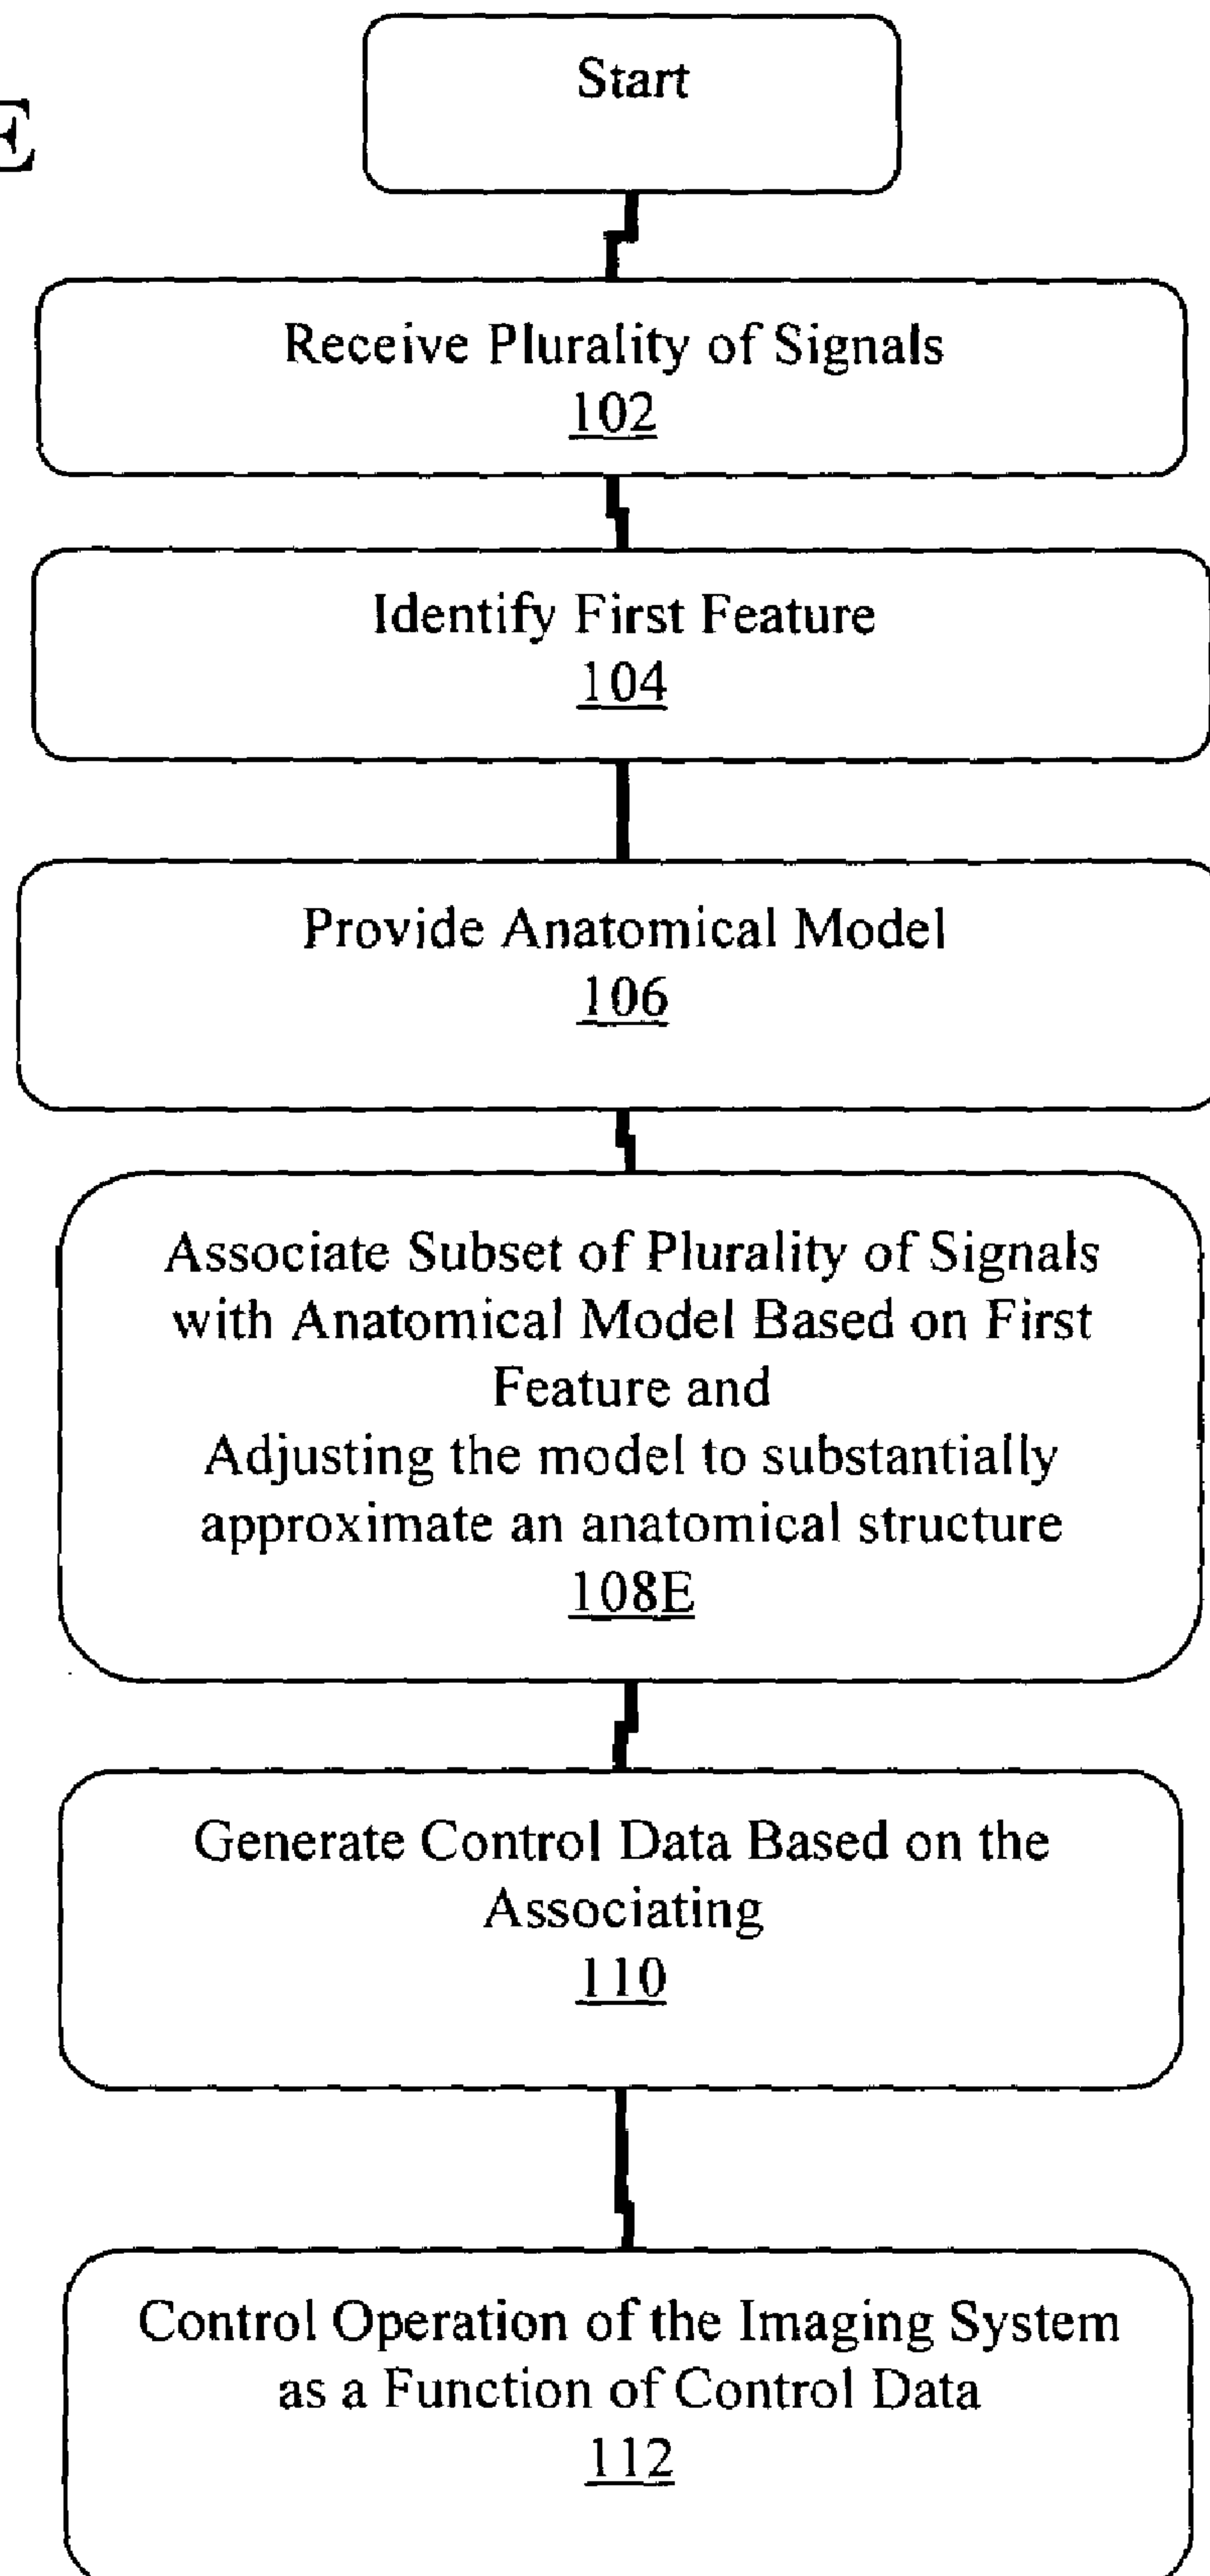 Start
Receive Plurality of Signals
102
Identify First Feature
104
Provide Anatomical Model
106
Associate Subset of Plurality of Signals
with Anatomical Model Based on First
Feature and
Adjusting the model to substantially
approximate an anatomical structure
108E
Generate Control Data Based on the
Associating
110
Control Operation of the Imaging System
as a Function of Control Data
112